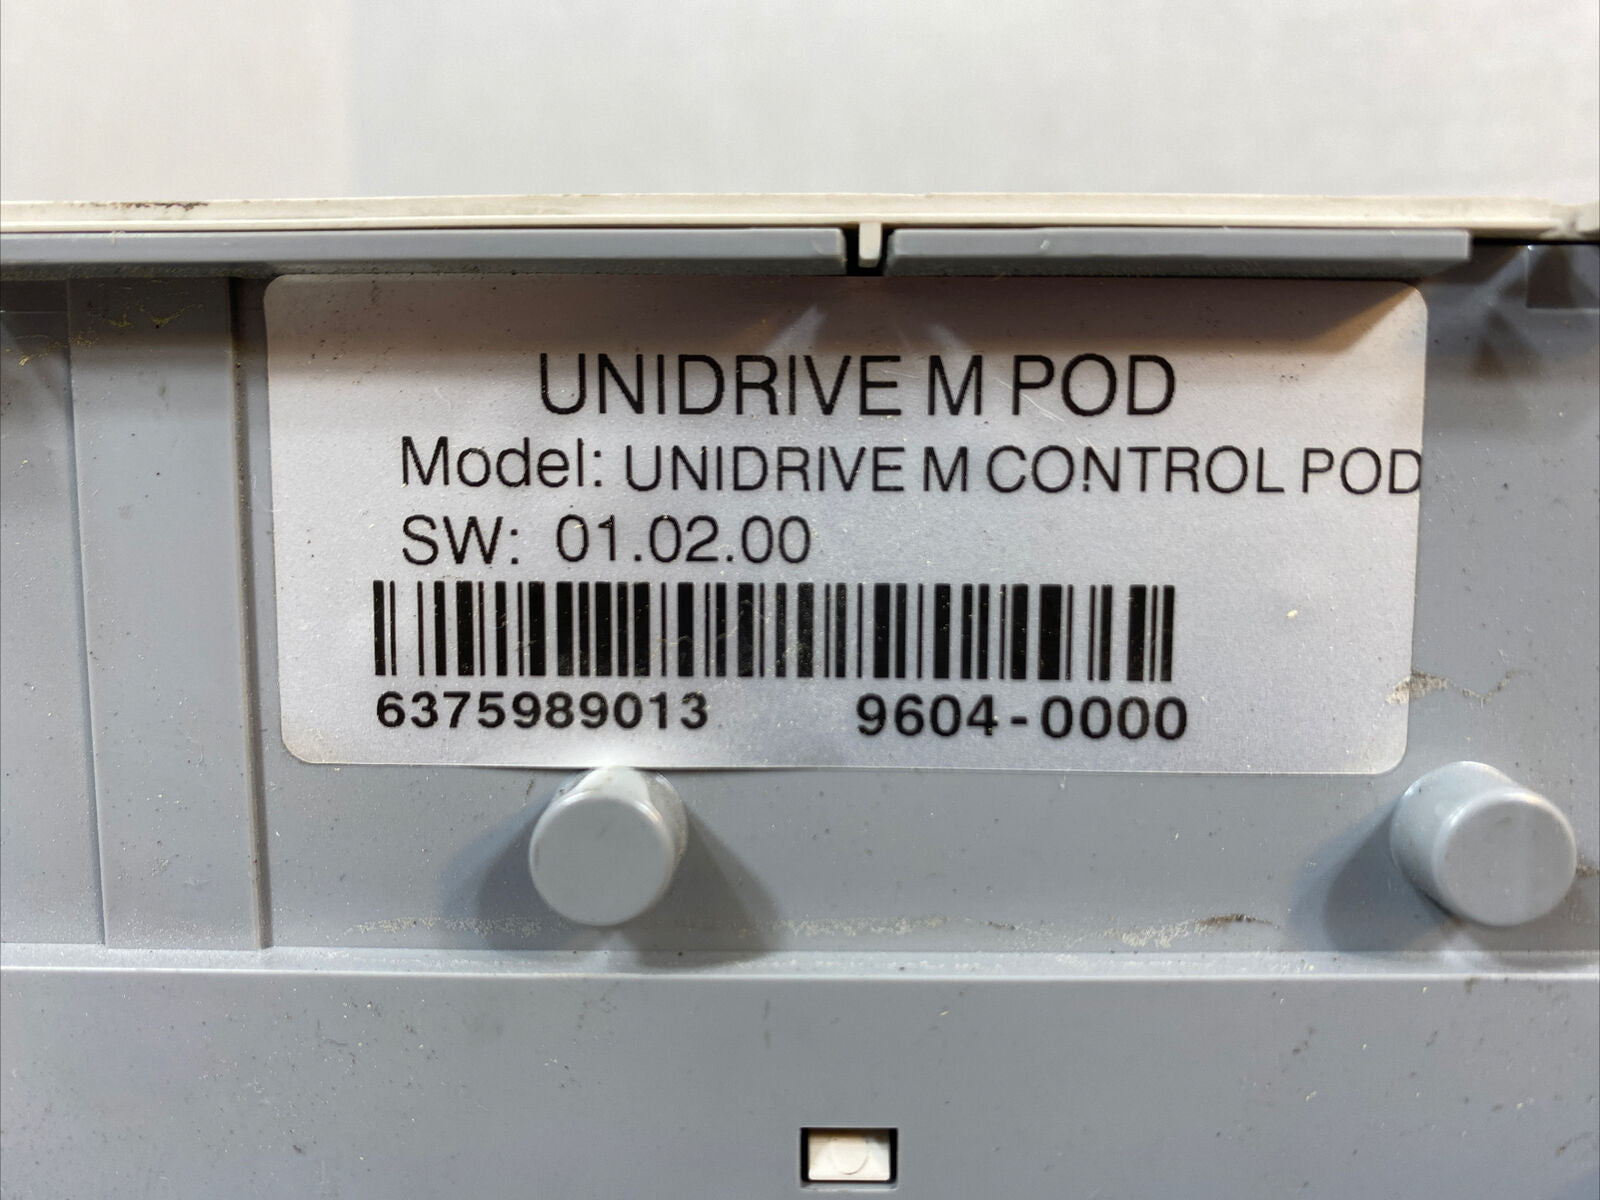 UNIDRIVE M POD
Model: UNIDRIVE M CONTROL POD
SW: 01.02.00
6375989013 9604-0000